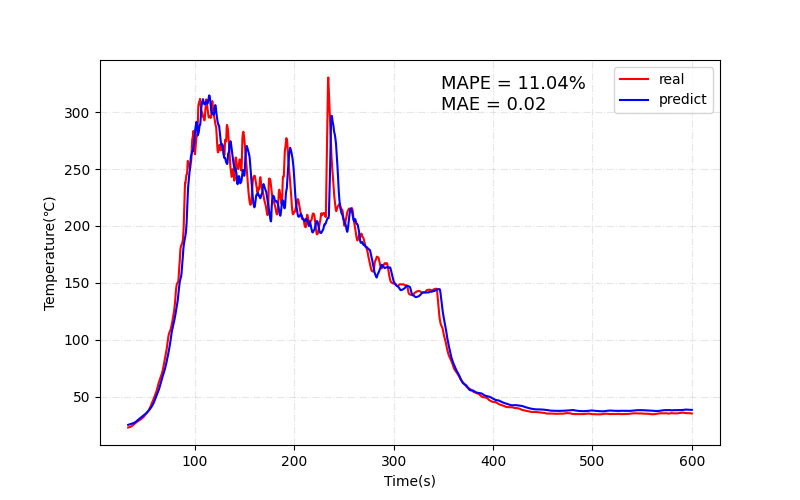 MAPE = 11.04%
MAE = 0.02
real
predict
Temperature(℃)
300
250
200
150
100
50
100 200 300 400 500 600
Time(s)